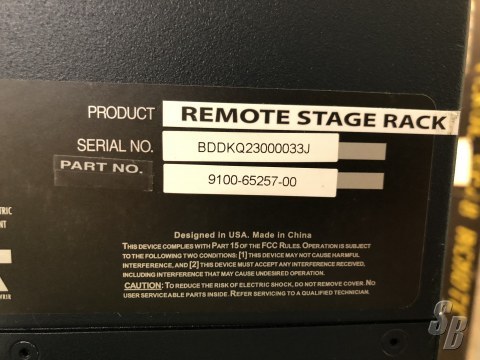 PRODUCT REMOTE STAGE RACK
SERIAL NO. BDDKQ23000033J
PART NO. 9100-65257-00
Designed in USA. Made in China
THIS DEVICE COMPLIES WITH PART 15 OF THE FCC RULES. OPERATION IS SUBJECT
TO THE FOLLOWING TWO CONDITIONS: [1] THIS DEVICE MAY NOT CAUSE HARMFUL
INTERFERENCE, AND [2] THIS DEVICE MUST ACCEPT ANY INTERFERENCE RECEIVED,
INCLUDING INTERFERENCE THAT MAY CAUSE UNDESIRED OPERATION.
CAUTION: TO REDUCE THE RISK OF ELECTRIC SHOCK, DO NOT REMOVE COVER. NO
USER SERVICEABLE PARTS INSIDE. REFER SERVICING TO A QUALIFIED TECHNICIAN.
SB